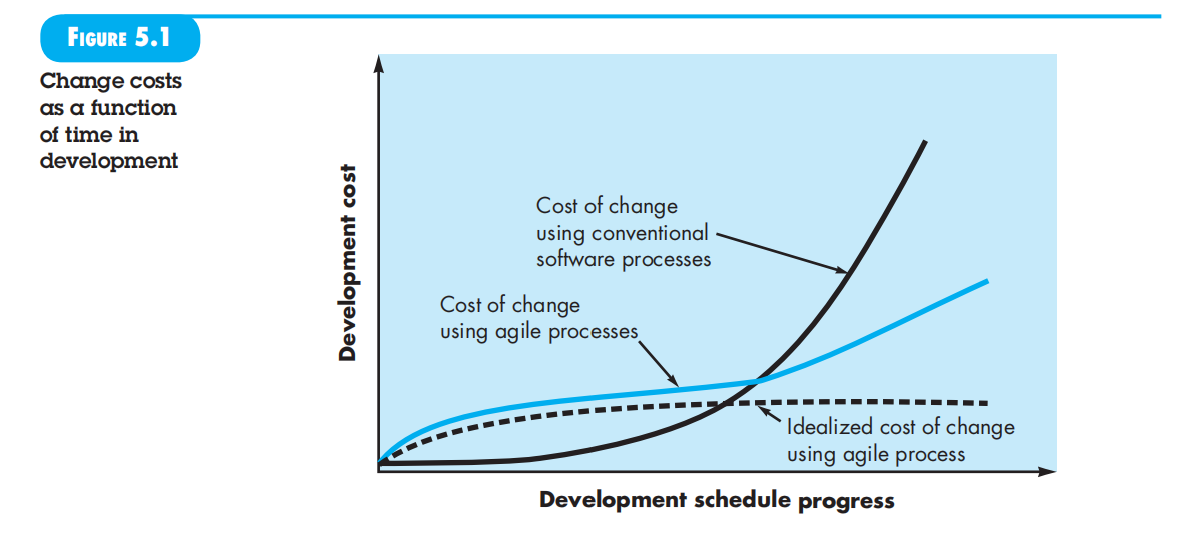 FIGURE 5.1
Change costs
as a function
of time in
development
Development cost
Cost of change
using conventional
software processes
Cost of change
using agile processes
Idealized cost of change
using agile process
Development schedule progress